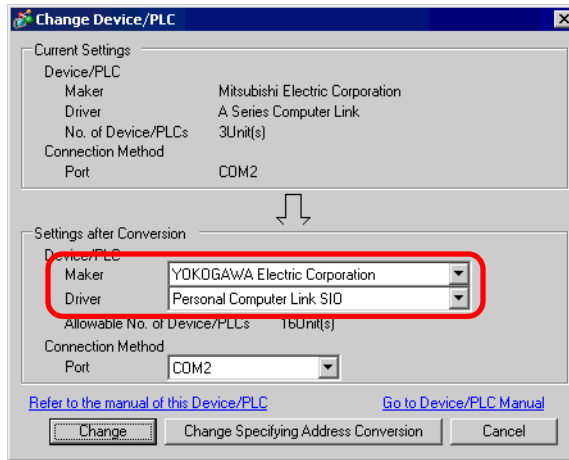 Change Device/PLC
Current Settings
Device/PLC
Maker Mitsubishi Electric Corporation
Driver A Series Computer Link
No. of Device/PLCs 3Unit(s)
Connection Method
Port COM2
Settings after Conversion
Device/PLC
Maker YOKOGAWA Electric Corporation
Driver Personal Computer Link SIO
Allowable No. of Device/PLCs 16Unit(s)
Connection Method
Port COM2
Refer to the manual of this Device/PLC Go to Device/PLC Manual
Change Change Specifying Address Conversion Cancel